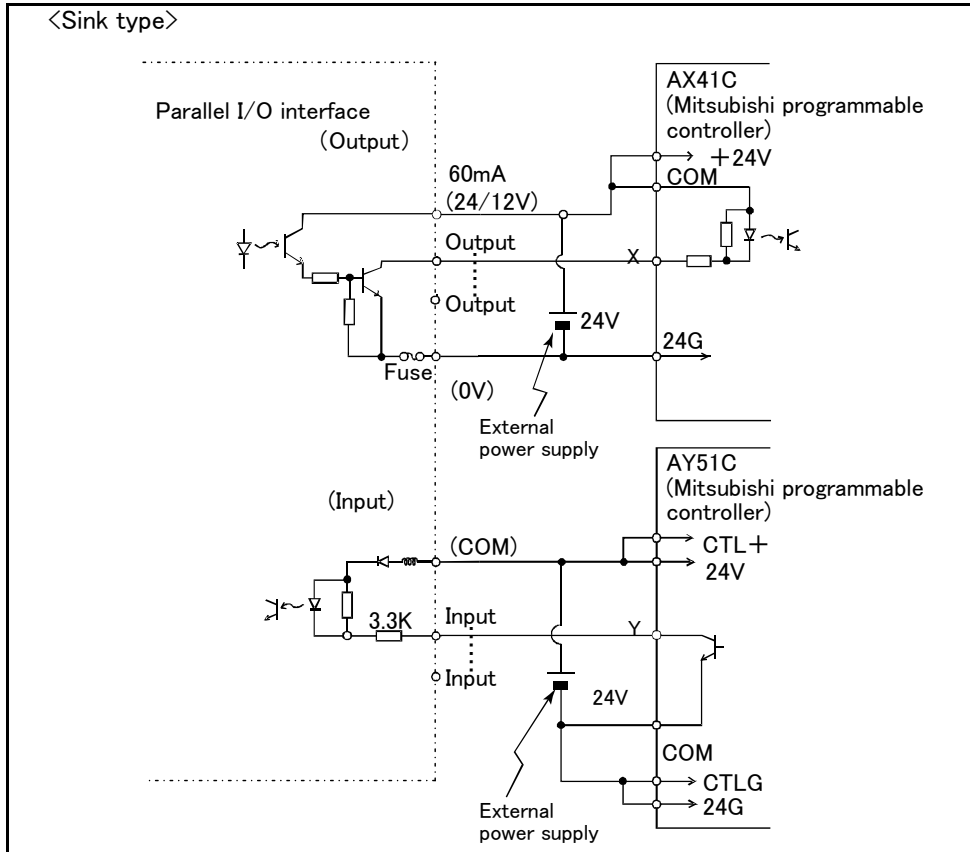 <Sink type>
Parallel I/O interface
(Output)
AX41C
(Mitsubishi programmable
controller)
+24V
COM
60mA
(24/12V)
Output
X
Output
24V
24G
Fuse
(0V)
External
power supply
AY51C
(Mitsubishi programmable
controller)
(Input)
CTL+
(COM)
24V
3.3K
Input
Y
Input
24V
COM
CTLG
24G
External
power supply